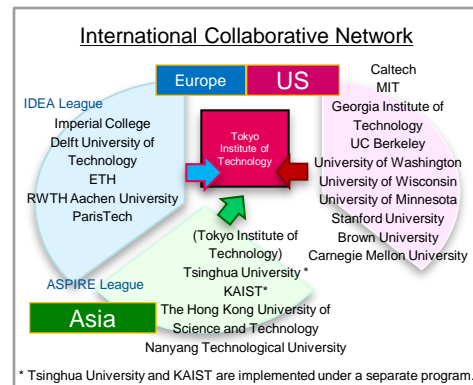 International Collaborative Network
Europe
US
IDEA League
Imperial College
Delft University of
Technology
ETH
RWTH Aachen University
ParisTech
Tokyo
Institute of
Technology
Caltech
MIT
Georgia Institute of
Technology
UC Berkeley
University of Washington
University of Wisconsin
University of Minnesota
Stanford University
Brown University
Carnegie Mellon University
ASPIRE League
Asia
(Tokyo Institute of
Technology)
Tsinghua University *
KAIST*
The Hong Kong University of
Science and Technology
Nanyang Technological University
* Tsinghua University and KAIST are implemented under a separate program.